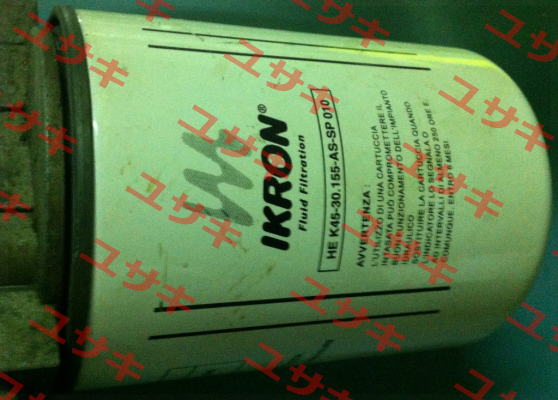 IKRON®
Fluid Filtration
HE K45-30.155-AS-SP 010
AVVERTENZA :
L'UTILIZZO DI UNA CARTUCCIA
INTASATA PUÒ COMPROMETTERE IL
BUON FUNZIONAMENTO DELL'IMPIANTO
IDRAULICO
SOSTITUIRE LA CARTUCCIA QUANDO
L'INDICATORE LO SEGNALA O
AD INTERVALLI DI ALMENO 250 ORE E
COMUNQUE, ENTRO 6 MESI
ユサキ